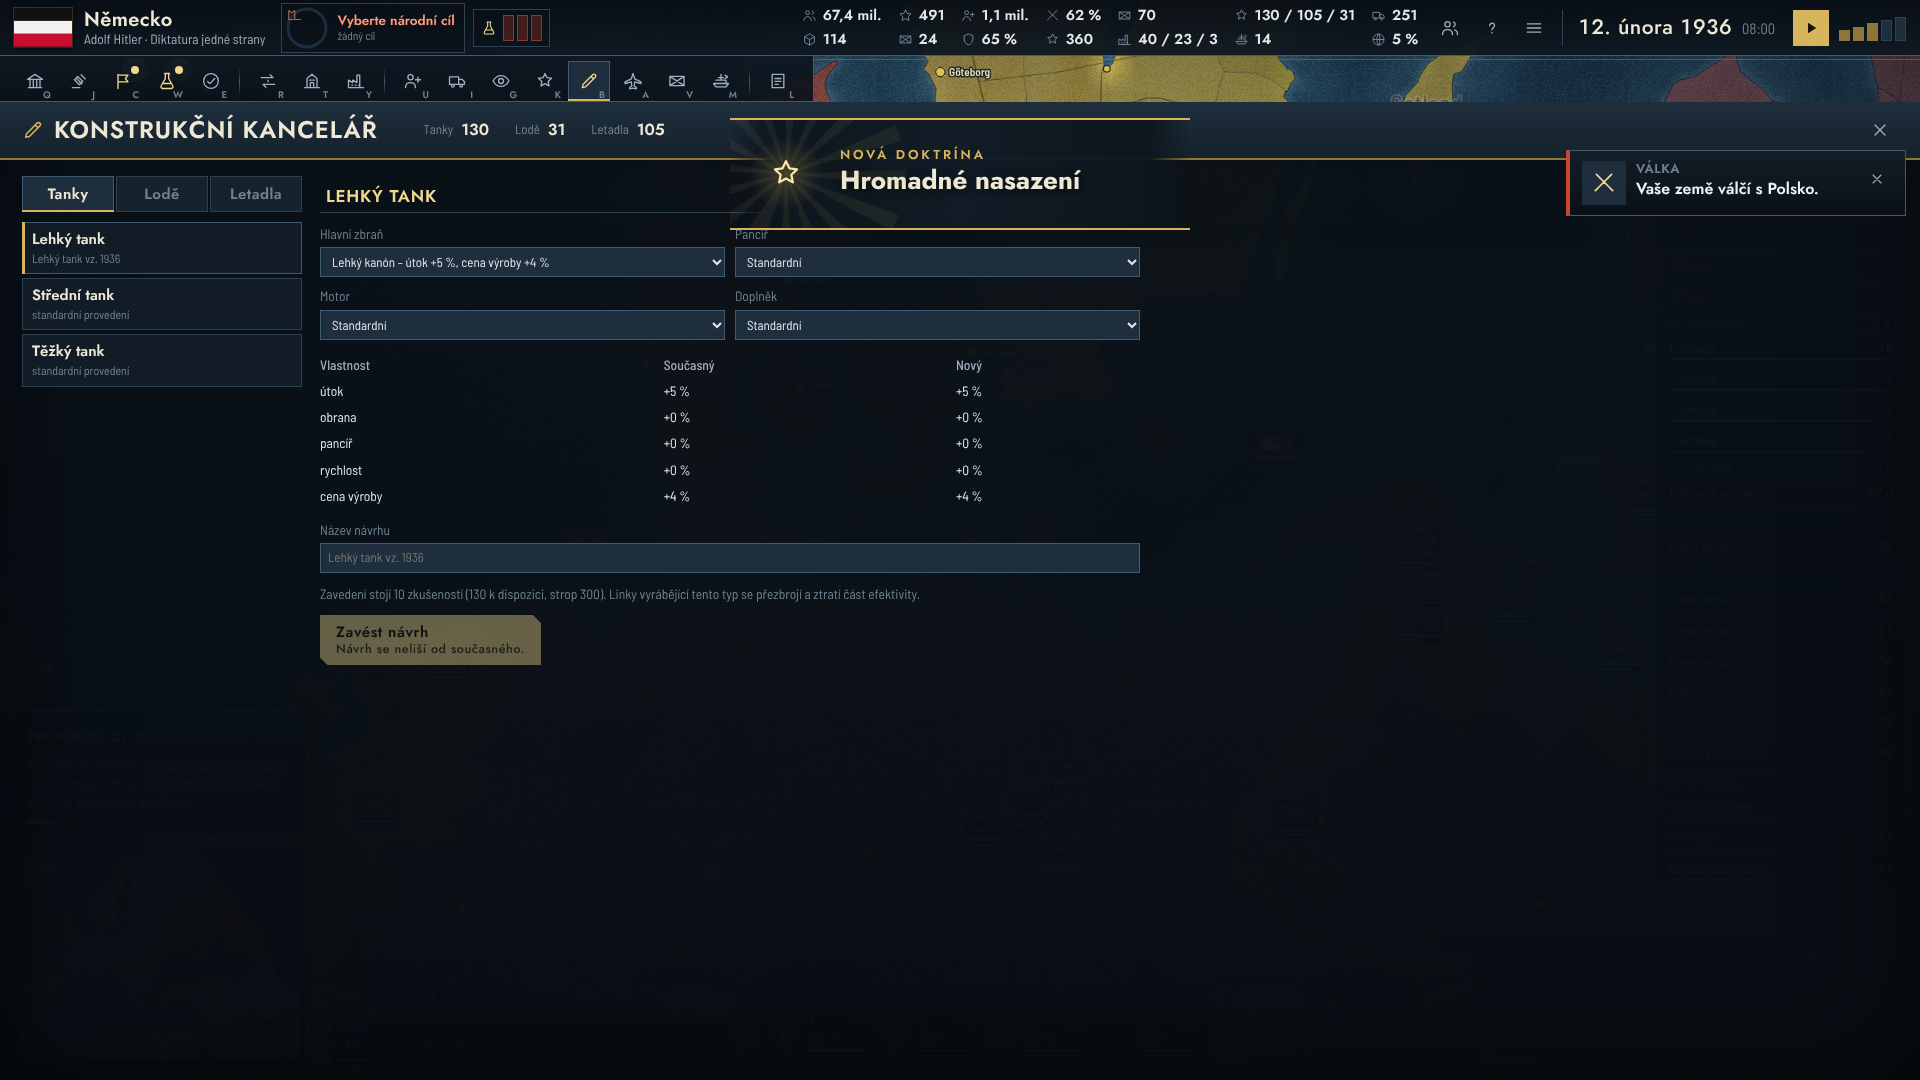 Německo
Adolf Hitler · Diktatura jedné strany
Vyberte národní cíl
žádný cíl
67,4 mil. 491 1,1 mil. 62 % 70 130 / 105 / 31 251
114 24 65 % 360 40 / 23 / 3 14 5 %
?
12. února 1936 08:00
Q J C W E R T Y U I G K B A V M L
Göteborg
KONSTRUKČNÍ KANCELÁŘ
Tanky 130 Lodě 31 Letadla 105
NOVÁ DOKTRÍNA
Hromadné nasazení
VÁLKA
Vaše země válčí s Polsko.
Tanky Lodě Letadla
Lehký tank
Lehký tank vz. 1936
Střední tank
standardní provedení
Těžký tank
standardní provedení
LEHKÝ TANK
Hlavní zbraň Pancíř
Lehký kanón – útok +5 %, cena výroby +4 % Standardní
Motor Doplněk
Standardní Standardní
Vlastnost Současný Nový
útok +5 % +5 %
obrana +0 % +0 %
pancíř +0 % +0 %
rychlost +0 % +0 %
cena výroby +4 % +4 %
Název návrhu
Lehký tank vz. 1936
Zavedení stojí 10 zkušeností (130 k dispozici, strop 300). Linky vyrábějící tento typ se přezbrojí a ztratí část efektivity.
Zavést návrh
Návrh se neliší od současného.